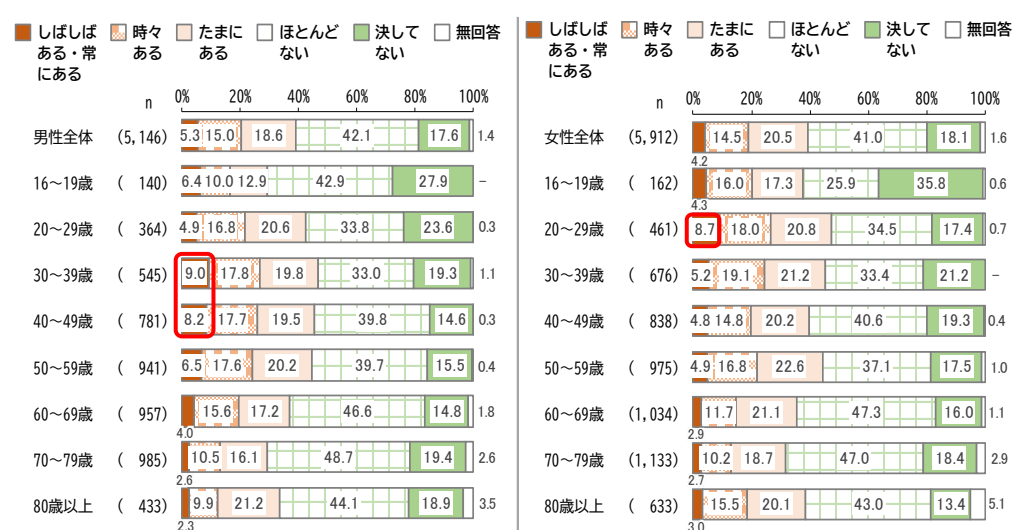 しばしば ある・常 にある
時々 ある
たまに ある
ほとんど ない
決して ない
無回答
n 0% 20% 40% 60% 80% 100%
男性全体 (5,146) 5.3 15.0 18.6 42.1 17.6 1.4
16～19歳 ( 140) 6.4 10.0 12.9 42.9 27.9 －
20～29歳 ( 364) 4.9 16.8 20.6 33.8 23.6 0.3
30～39歳 ( 545) 9.0 17.8 19.8 33.0 19.3 1.1
40～49歳 ( 781) 8.2 17.7 19.5 39.8 14.6 0.3
50～59歳 ( 941) 6.5 17.6 20.2 39.7 15.5 0.4
60～69歳 ( 957) 4.0 15.6 17.2 46.6 14.8 1.8
70～79歳 ( 985) 2.6 10.5 16.1 48.7 19.4 2.6
80歳以上 ( 433) 2.3 9.9 21.2 44.1 18.9 3.5
しばしば ある・常 にある
時々 ある
たまに ある
ほとんど ない
決して ない
無回答
n 0% 20% 40% 60% 80% 100%
女性全体 (5,912) 4.2 14.5 20.5 41.0 18.1 1.6
16～19歳 ( 162) 4.3 16.0 17.3 25.9 35.8 0.6
20～29歳 ( 461) 8.7 18.0 20.8 34.5 17.4 0.7
30～39歳 ( 676) 5.2 19.1 21.2 33.4 21.2 －
40～49歳 ( 838) 4.8 14.8 20.2 40.6 19.3 0.4
50～59歳 ( 975) 4.9 16.8 22.6 37.1 17.5 1.0
60～69歳 (1,034) 2.9 11.7 21.1 47.3 16.0 1.1
70～79歳 (1,133) 2.7 10.2 18.7 47.0 18.4 2.9
80歳以上 ( 633) 3.0 15.5 20.1 43.0 13.4 5.1